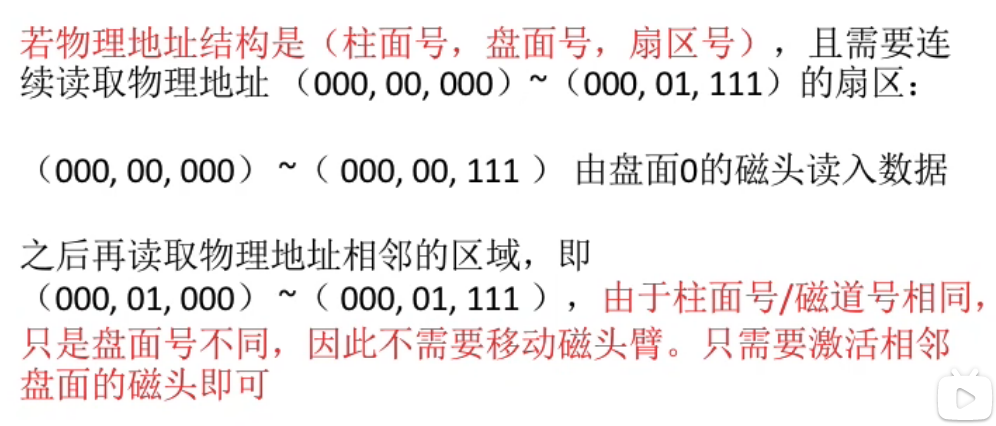 若物理地址结构是（柱面号，盘面号，扇区号），且需要连
续读取物理地址 （000, 00, 000）~（000, 01, 111）的扇区：
（000, 00, 000） ~（ 000, 00, 111 ） 由盘面0的磁头读入数据
之后再读取物理地址相邻的区域，即
（000, 01, 000） ~（ 000, 01, 111 ），由于柱面号/磁道号相同，
只是盘面号不同，因此不需要移动磁头臂。只需要激活相邻
盘面的磁头即可